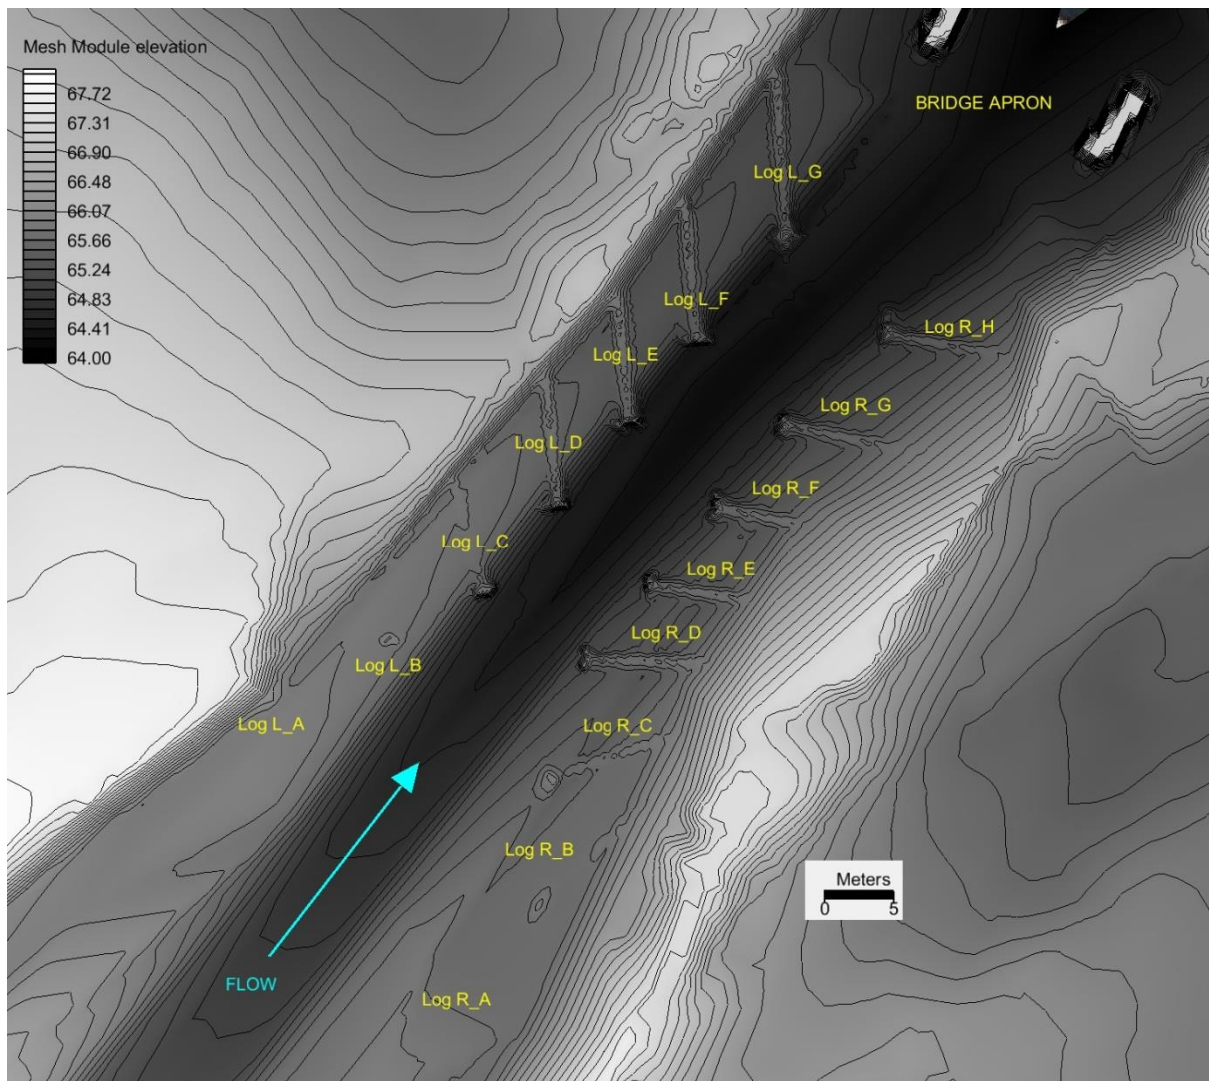 Mesh Module elevation
67.72
67.31
66.90
66.48
66.07
65.66
65.24
64.83
64.41
64.00
BRIDGE APRON
Log L_G
Log L_F
Log R_H
Log L_E
Log R_G
Log L_D
Log R_F
Log L_C
Log R_E
Log R_D
Log L_B
Log L_A
Log R_C
Log R_B
Meters
0 5
FLOW
Log R_A